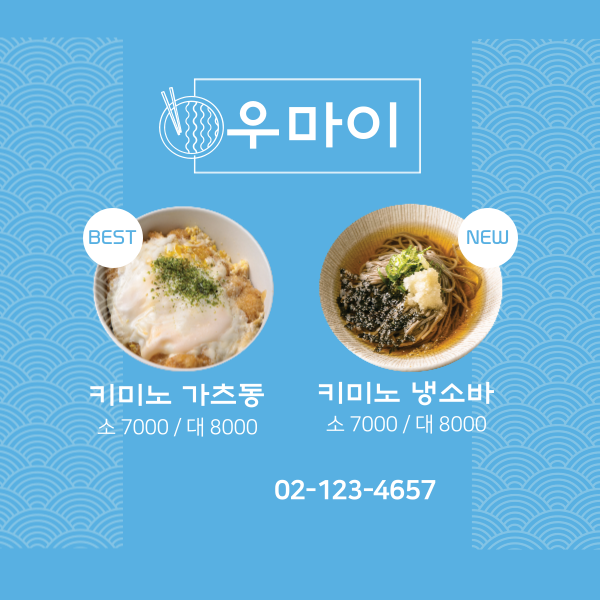 우마이
BEST
NEW
키미노 가츠동
소 7000 / 대 8000
키미노 냉소바
소 7000 / 대 8000
02-123-4657